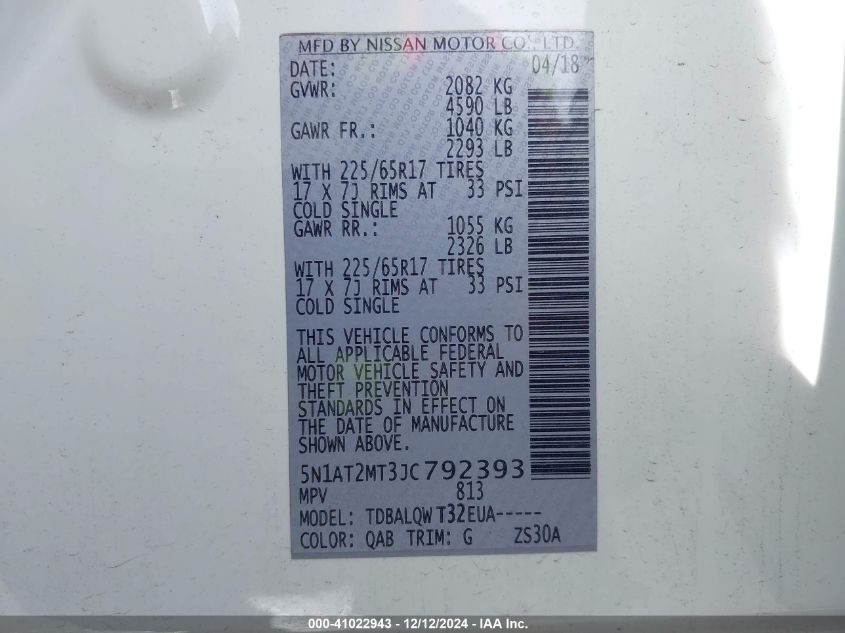 MFD BY NISSAN MOTOR CO., LTD.
DATE: 04/18
GVWR: 2082 KG
4590 LB
GAWR FR.: 1040 KG
2293 LB
WITH 225/65R17 TIRES
17 X 7J RIMS AT 33 PSI
COLD SINGLE
GAWR RR.: 1055 KG
2326 LB
WITH 225/65R17 TIRES
17 X 7J RIMS AT 33 PSI
COLD SINGLE
THIS VEHICLE CONFORMS TO
ALL APPLICABLE FEDERAL
MOTOR VEHICLE SAFETY AND
THEFT PREVENTION
STANDARDS IN EFFECT ON
THE DATE OF MANUFACTURE
SHOWN ABOVE.
5N1AT2MT3JC792393
MPV 813
MODEL: TDBALQWT32EUA-----
COLOR: QAB TRIM: G ZS30A
000-41022943 - 12/12/2024 - IAA, Inc.